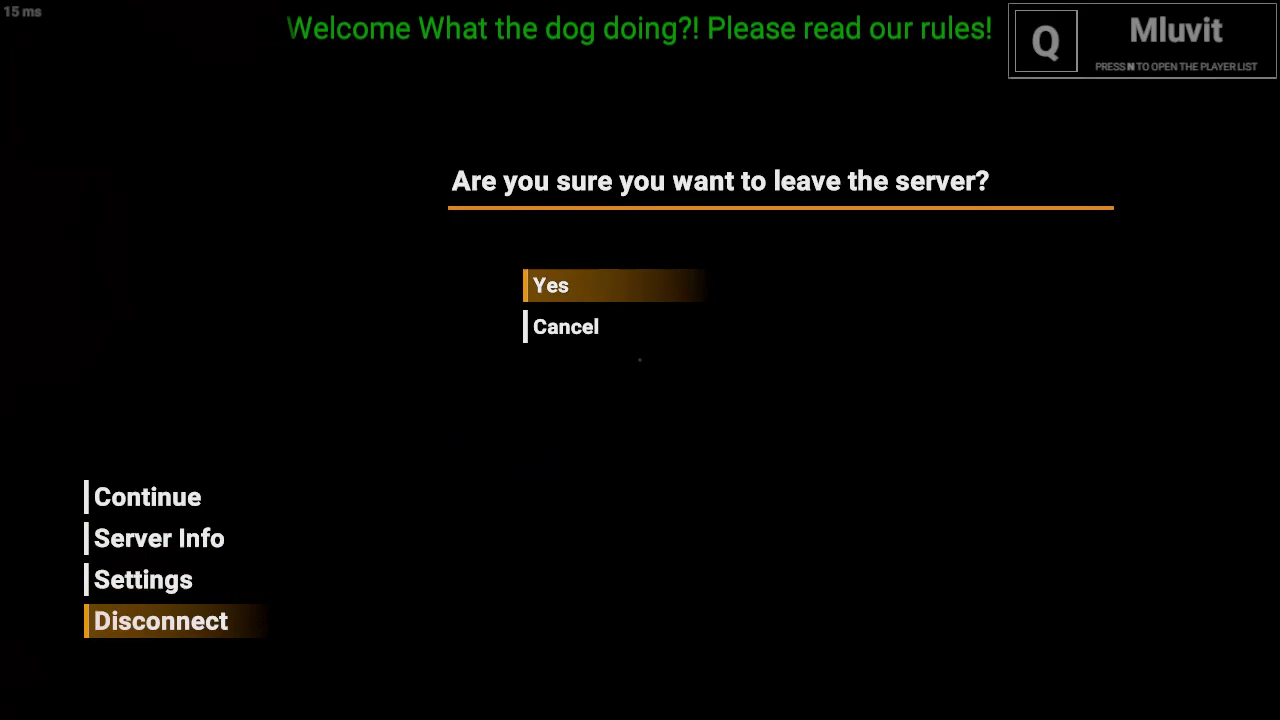 15 ms
Welcome What the dog doing?! Please read our rules!
Q
Mluvit
PRESS N TO OPEN THE PLAYER LIST
Are you sure you want to leave the server?
Yes
Cancel
Continue
Server Info
Settings
Disconnect